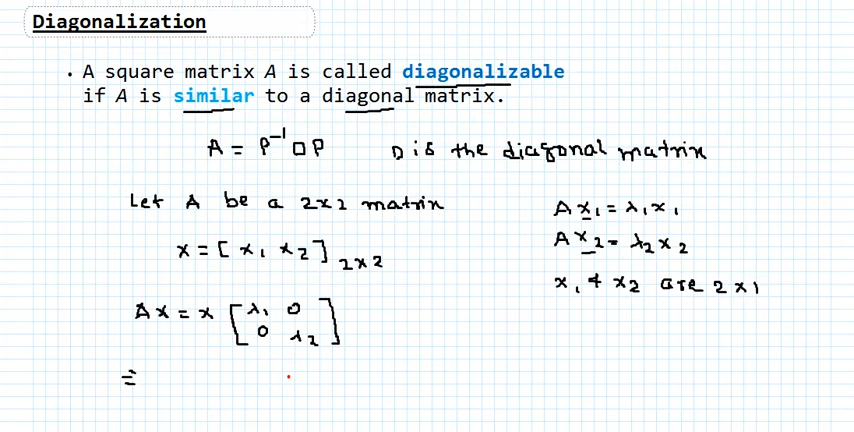 Diagonalization
• A square matrix A is called diagonalizable
if A is similar to a diagonal matrix.
A = P⁻¹DP D is the diagonal matrix
Let A be a 2x2 matrix
Ax₁ = λ₁x₁
Ax₂ = λ₂x₂
x = [x₁ x₂]₂ₓ₂
x₁ & x₂ are 2x1
Ax = x [λ₁ 0
0 λ₂]
=